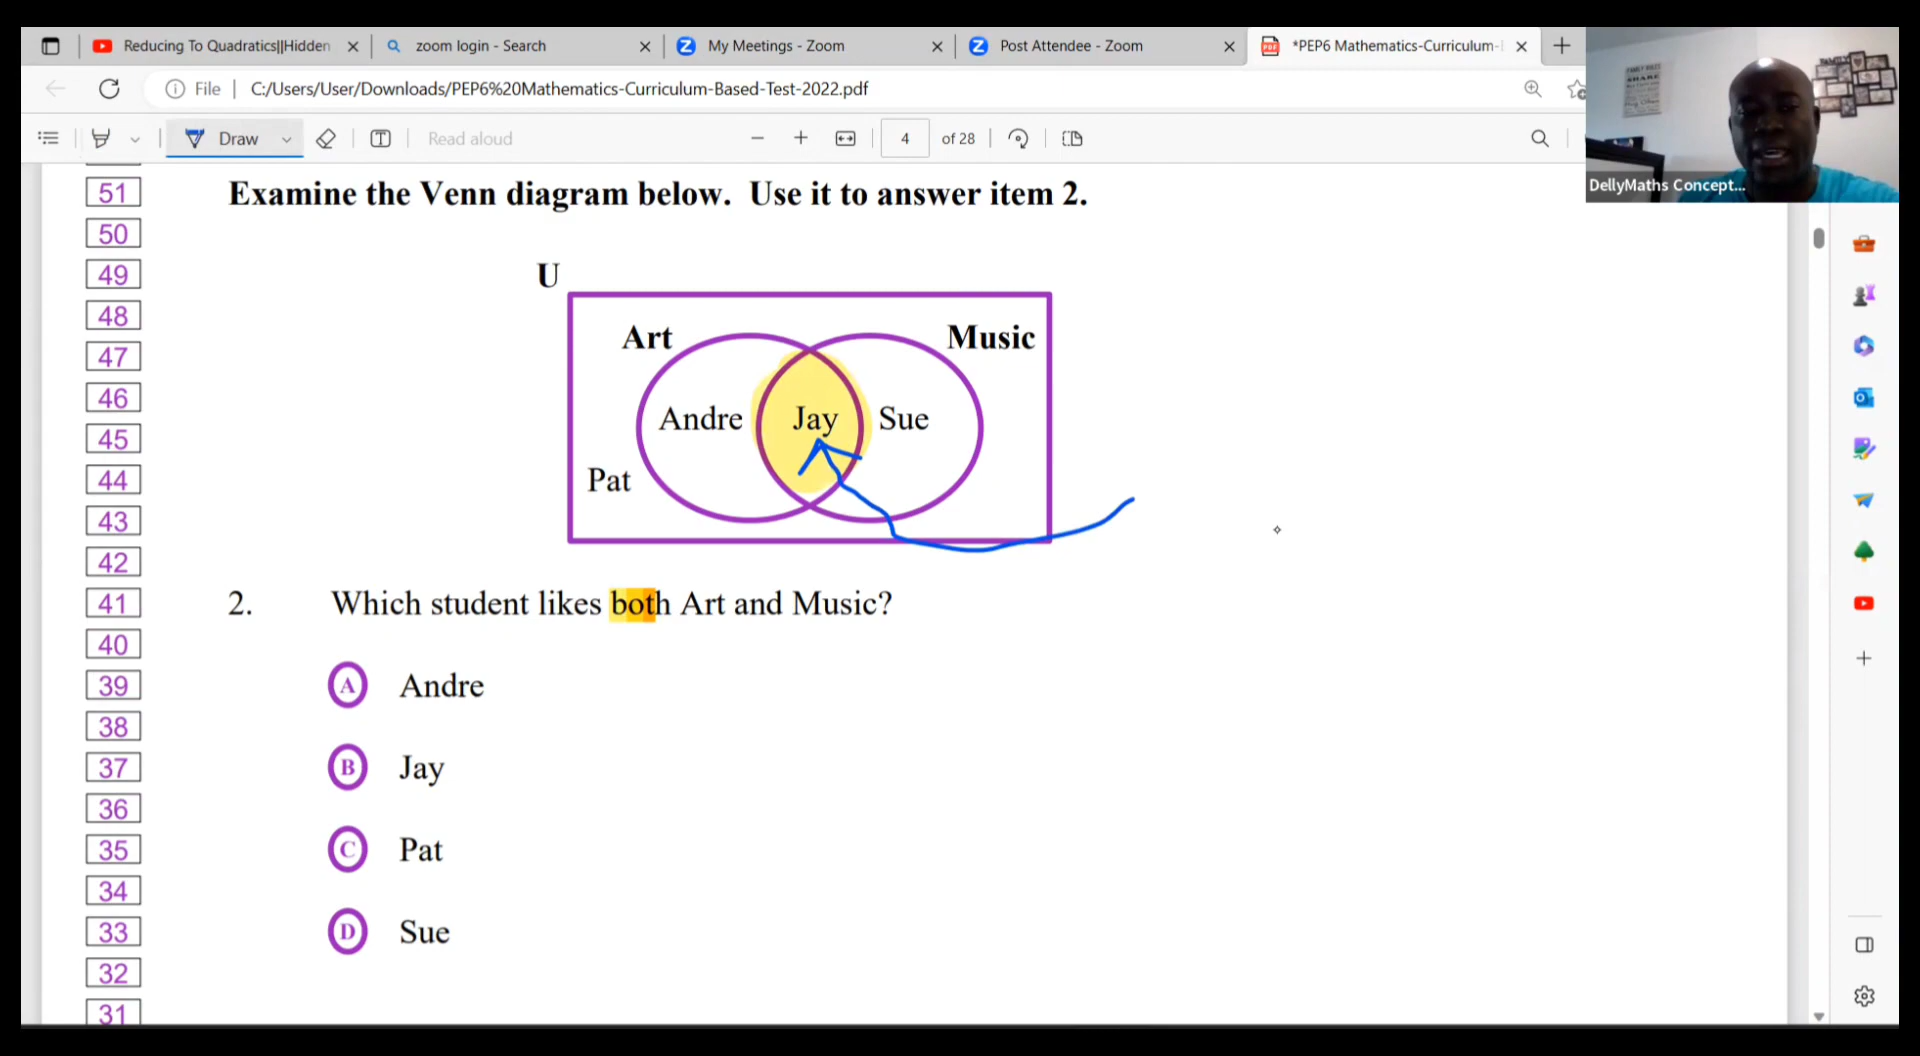 Reducing To Quadratics||Hidden
zoom login - Search
My Meetings - Zoom
Post Attendee - Zoom
*PEP6 Mathematics-Curriculum-
File
C:/Users/User/Downloads/PEP6%20Mathematics-Curriculum-Based-Test-2022.pdf
Draw
Read aloud
4
of 28
DellyMaths Concept...
SHARE
51
Examine the Venn diagram below. Use it to answer item 2.
50
49
U
48
47
Art
Music
46
45
Andre
Jay
Sue
44
Pat
43
42
41
2. Which student likes both Art and Music?
40
39
A Andre
38
37
B Jay
36
35
C Pat
34
33
D Sue
32
31